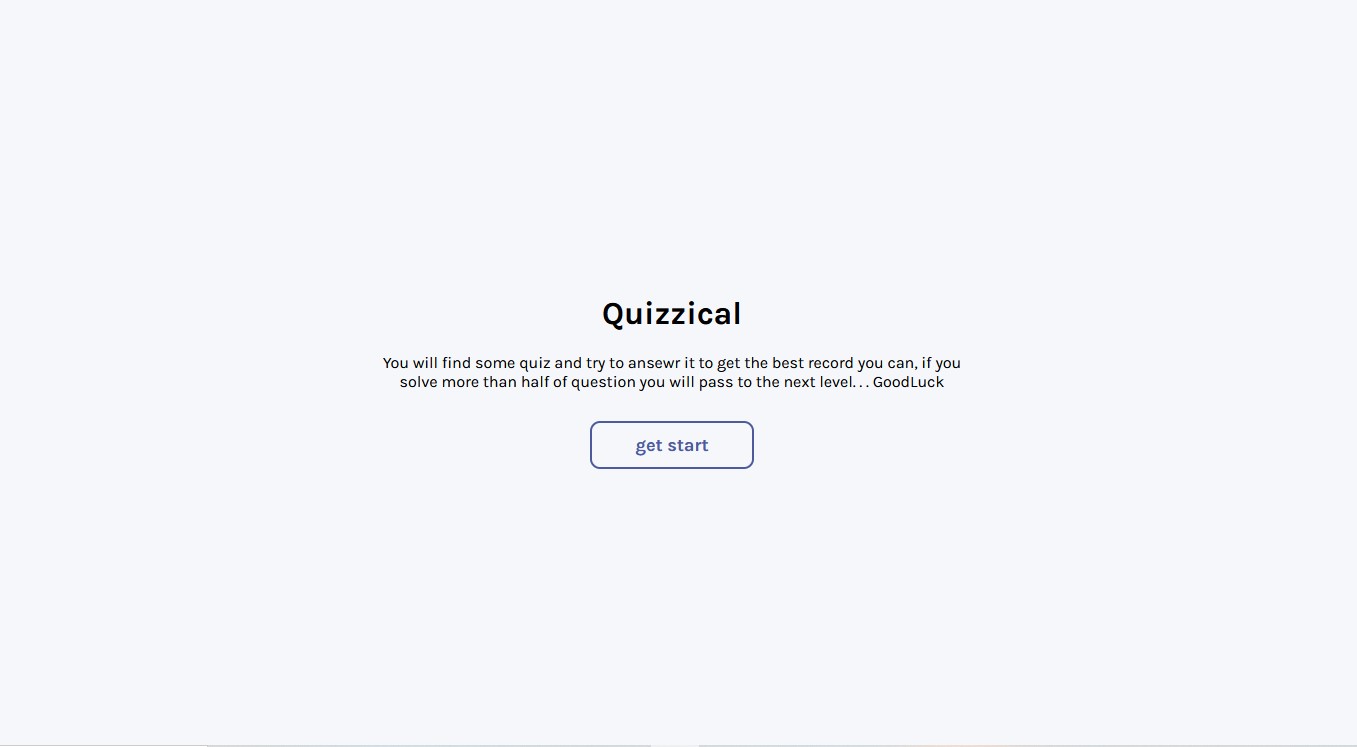 Quizzical
You will find some quiz and try to ansewr it to get the best record you can, if you
solve more than half of question you will pass to the next level... GoodLuck
get start